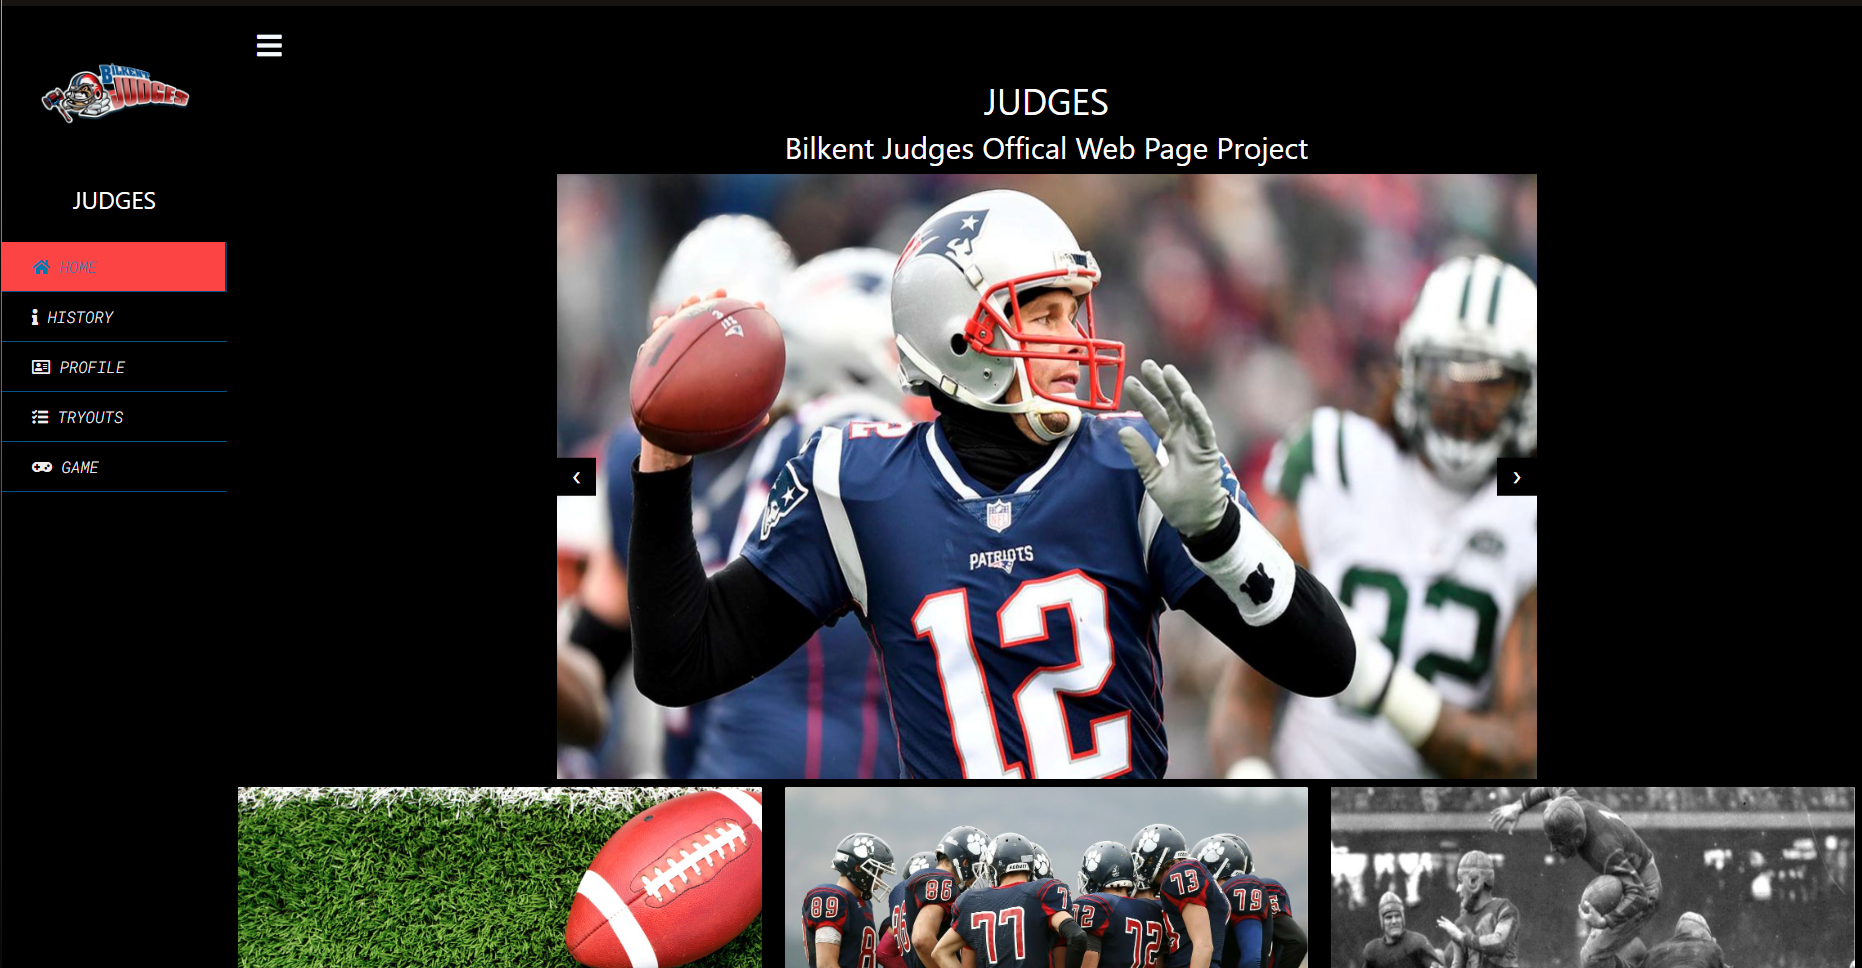 BILKENT
JUDGES
JUDGES
HOME
HISTORY
PROFILE
TRYOUTS
GAME
JUDGES
Bilkent Judges Offical Web Page Project
‹
›
12
PATRIOTS
12
32
89
86
77
72
73
79